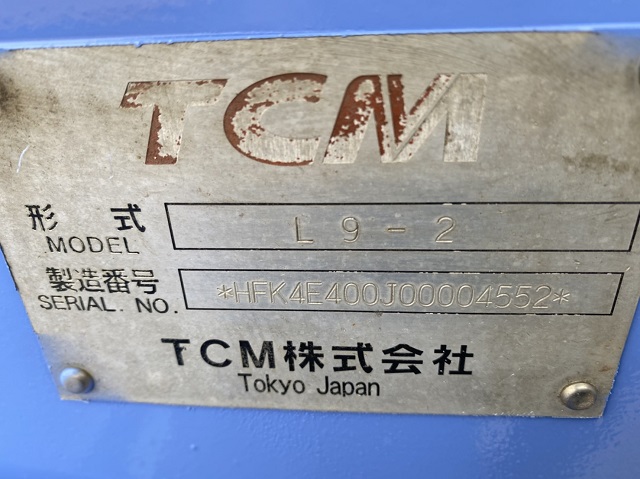 TCM
形式 L9-2
MODEL
製造番号 *HFK4E400J00004552*
SERIAL. NO.
TCM株式会社
Tokyo Japan